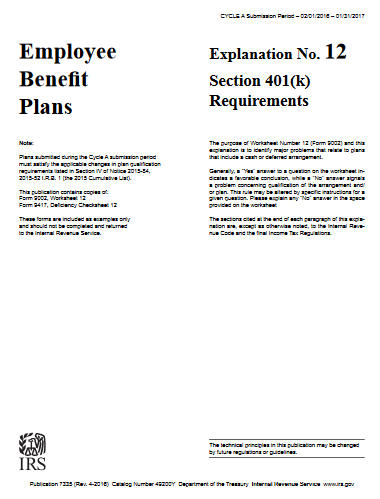 CYCLE A Submission Period – 02/01/2016 – 01/31/2017
Employee
Benefit
Plans
Explanation No. 12
Section 401(k)
Requirements
Note:
Plans submitted during the Cycle A submission period
must satisfy the applicable changes in plan qualification
requirements listed in Section IV of Notice 2015-84,
2015-52 I.R.B. 1 (the 2015 Cumulative List).
This publication contains copies of:
Form 9002, Worksheet 12
Form 9417, Deficiency Checksheet 12
These forms are included as examples only
and should not be completed and returned
to the Internal Revenue Service.
The purpose of Worksheet Number 12 (Form 9002) and this
explanation is to identify major problems that relate to plans
that include a cash or deferred arrangement.
Generally, a "Yes" answer to a question on the worksheet in-
dicates a favorable conclusion, while a "No" answer signals
a problem concerning qualification of the arrangement and/
or plan. This rule may be altered by specific instructions for a
given question. Please explain any "No" answer in the space
provided on the worksheet.
The sections cited at the end of each paragraph of this expla-
nation are, except as otherwise noted, to the Internal Reve-
nue Code and the final Income Tax Regulations.
The technical principles in this publication may be changed
by future regulations or guidelines.
IRS
Publication 7335 (Rev. 4-2016) Catalog Number 49200Y Department of the Treasury Internal Revenue Service www.irs.gov